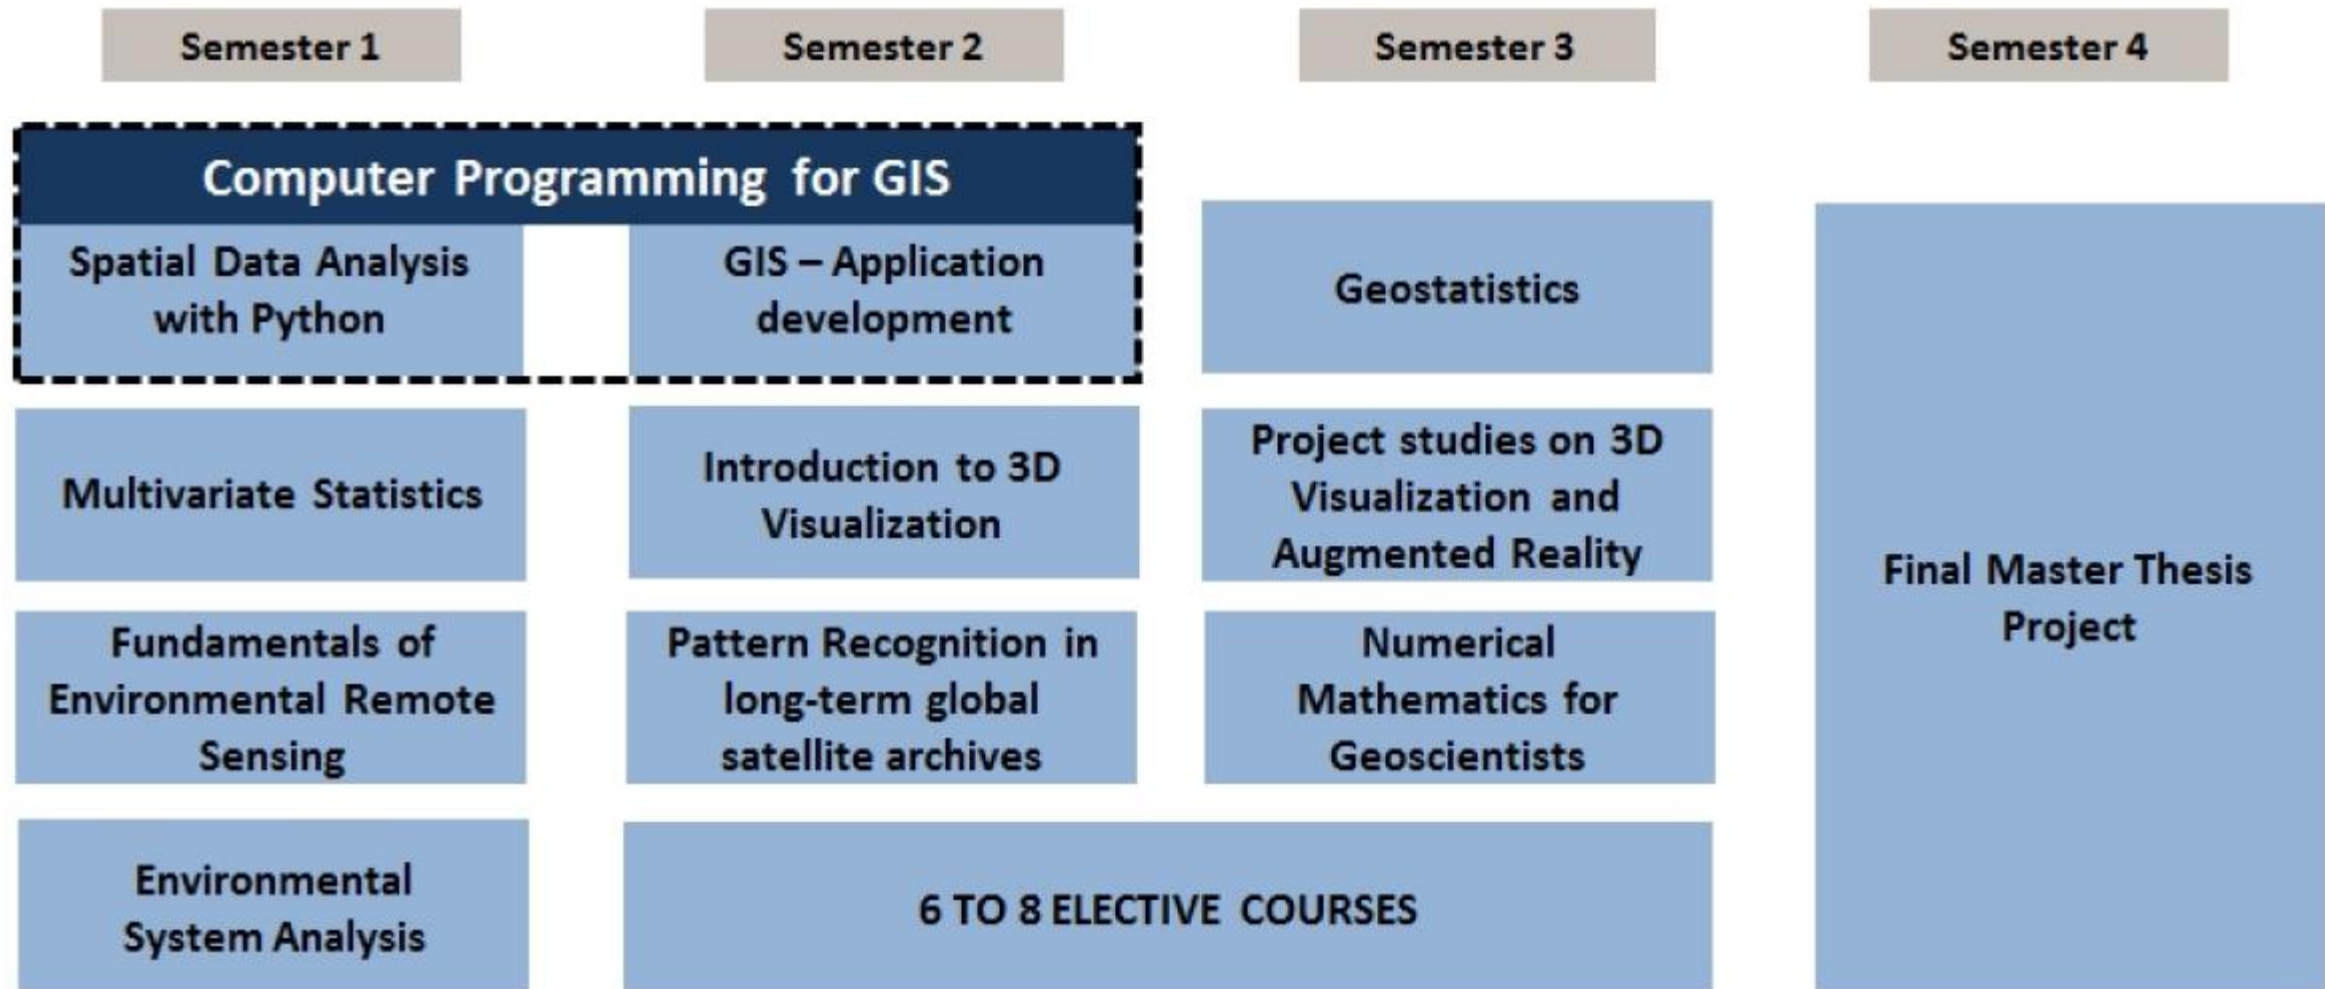 Semester 1
Semester 2
Semester 3
Semester 4
Computer Programming for GIS
Spatial Data Analysis
with Python
GIS – Application
development
Geostatistics
Multivariate Statistics
Introduction to 3D
Visualization
Project studies on 3D
Visualization and
Augmented Reality
Final Master Thesis
Project
Fundamentals of
Environmental Remote
Sensing
Pattern Recognition in
long-term global
satellite archives
Numerical
Mathematics for
Geoscientists
Environmental
System Analysis
6 TO 8 ELECTIVE COURSES